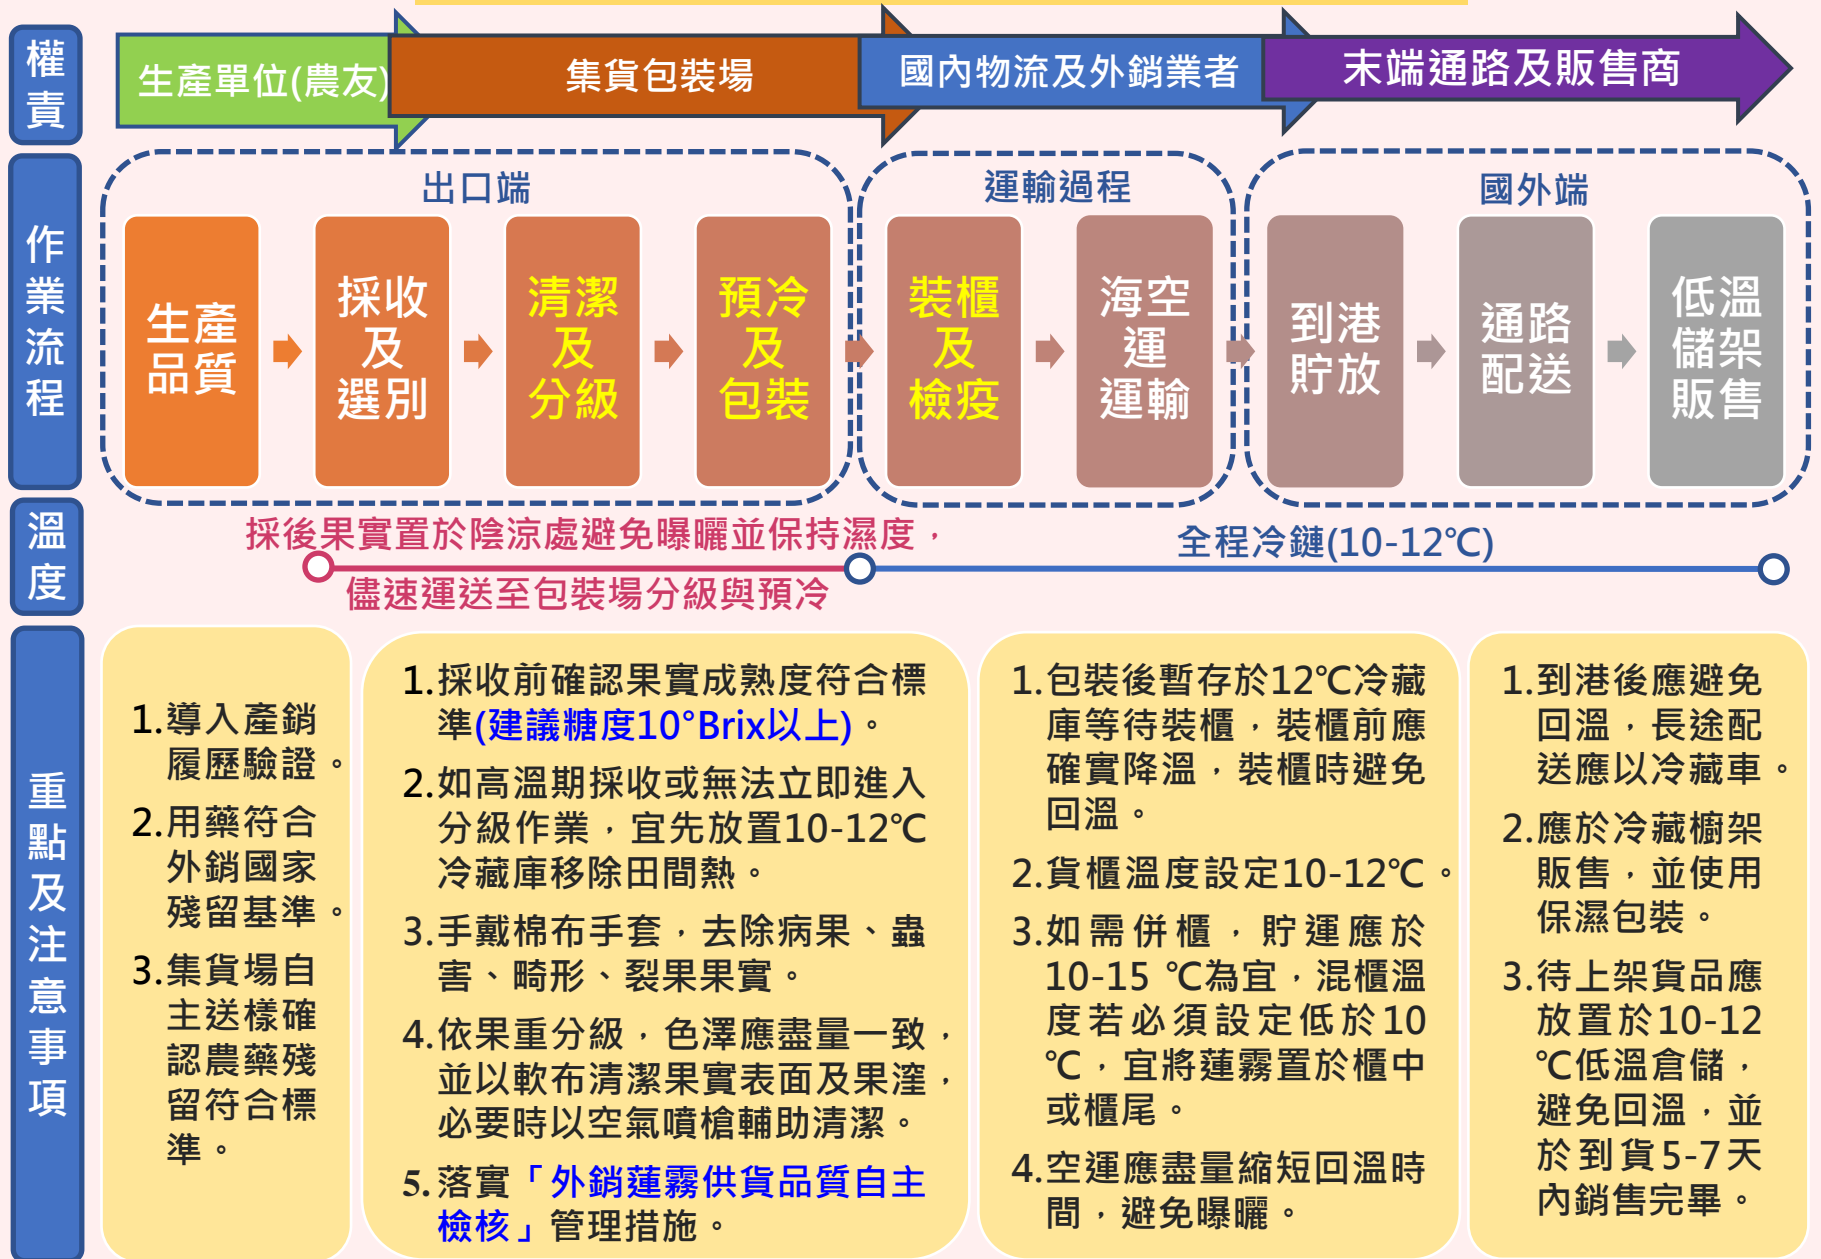 權責
生產單位(農友)
集貨包裝場
國內物流及外銷業者
末端通路及販售商
作業流程
出口端
運輸過程
國外端
生產
品質
採收
及
選別
清潔
及
分級
預冷
及
包裝
裝櫃
及
檢疫
海空
運
運輸
到港
貯放
通路
配送
低溫
儲架
販售
溫度
採後果實置於陰涼處避免曝曬並保持濕度，
儘速運送至包裝場分級與預冷
全程冷鏈(10-12℃)
重點及注意事項
1.導入產銷
履歷驗證。
2.用藥符合
外銷國家
殘留基準。
3.集貨場自
主送樣確
認農藥殘
留符合標
準。
1.採收前確認果實成熟度符合標
準(建議糖度10°Brix以上)。
2.如高溫期採收或無法立即進入
分級作業，宜先放置10-12℃
冷藏庫移除田間熱。
3.手戴棉布手套，去除病果、蟲
害、畸形、裂果果實。
4.依果重分級，色澤應盡量一致，
並以軟布清潔果實表面及果漥，
必要時以空氣噴槍輔助清潔。
5.落實「外銷蓮霧供貨品質自主
檢核」管理措施。
1.包裝後暫存於12℃冷藏
庫等待裝櫃，裝櫃前應
確實降溫，裝櫃時避免
回溫。
2.貨櫃溫度設定10-12℃。
3.如需併櫃，貯運應於
10-15 ℃為宜，混櫃溫
度若必須設定低於10
℃，宜將蓮霧置於櫃中
或櫃尾。
4.空運應盡量縮短回溫時
間，避免曝曬。
1.到港後應避免
回溫，長途配
送應以冷藏車。
2.應於冷藏櫥架
販售，並使用
保濕包裝。
3.待上架貨品應
放置於10-12
℃低溫倉儲，
避免回溫，並
於到貨5-7天
內銷售完畢。